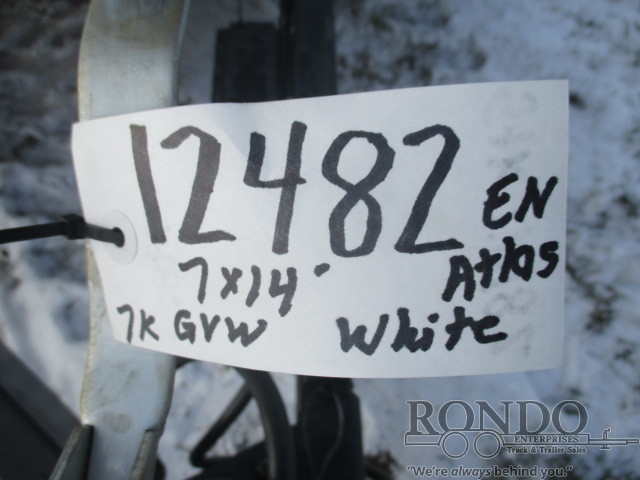 12482
EN
7x14'
Atlas
7K GVW
White
RONDO
ENTERPRISES
Truck & Trailer Sales
"We're always behind you."